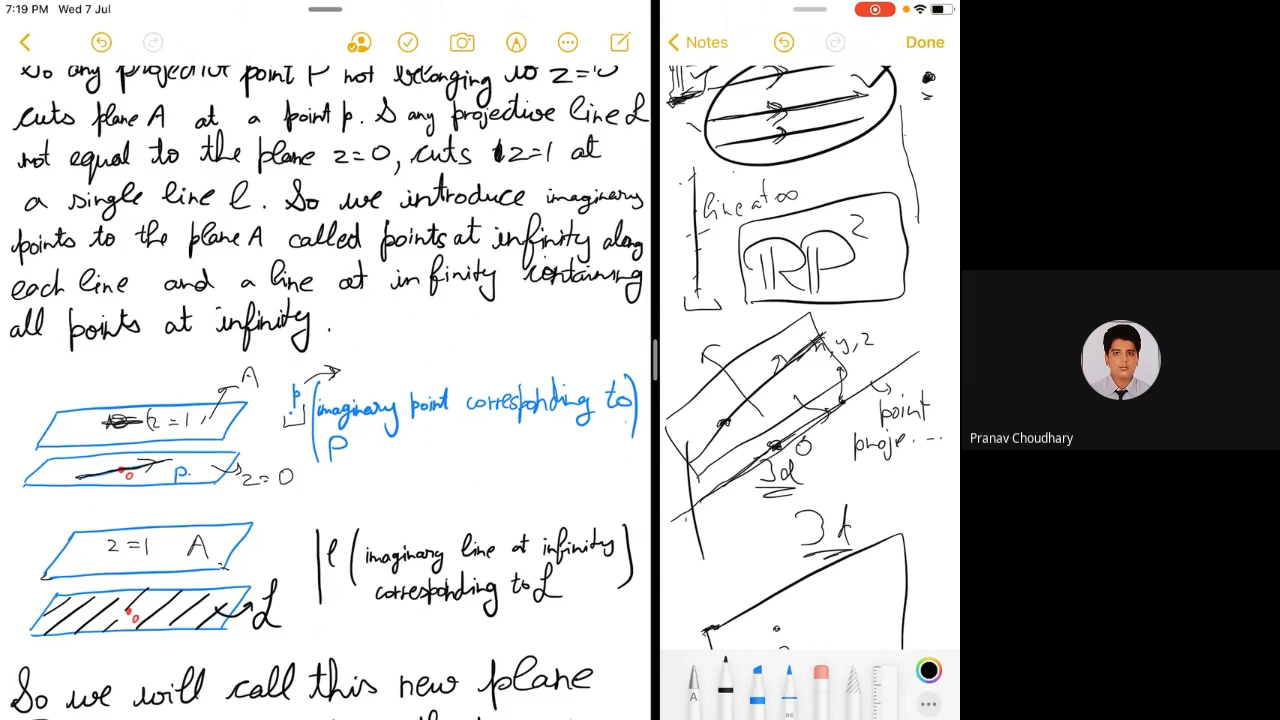 7:19 PM Wed 7 Jul
So any projective point P not belonging to z=0
cuts plane A at a point p. & any projective line L
not equal to the plane z=0, cuts z=1 at
a single line l. So we introduce imaginary
points to the plane A called points at infinity along
each line and a line at infinity containing
all points at infinity.
A
z=1
P
z=0
p (imaginary point corresponding to
P
z=1 A
L
l (imaginary line at infinity
corresponding to L)
So we will call this new plane
Notes
Done
line at ∞
RP²
x, y, z
point
proje....
O
3d
Pranav Choudhary